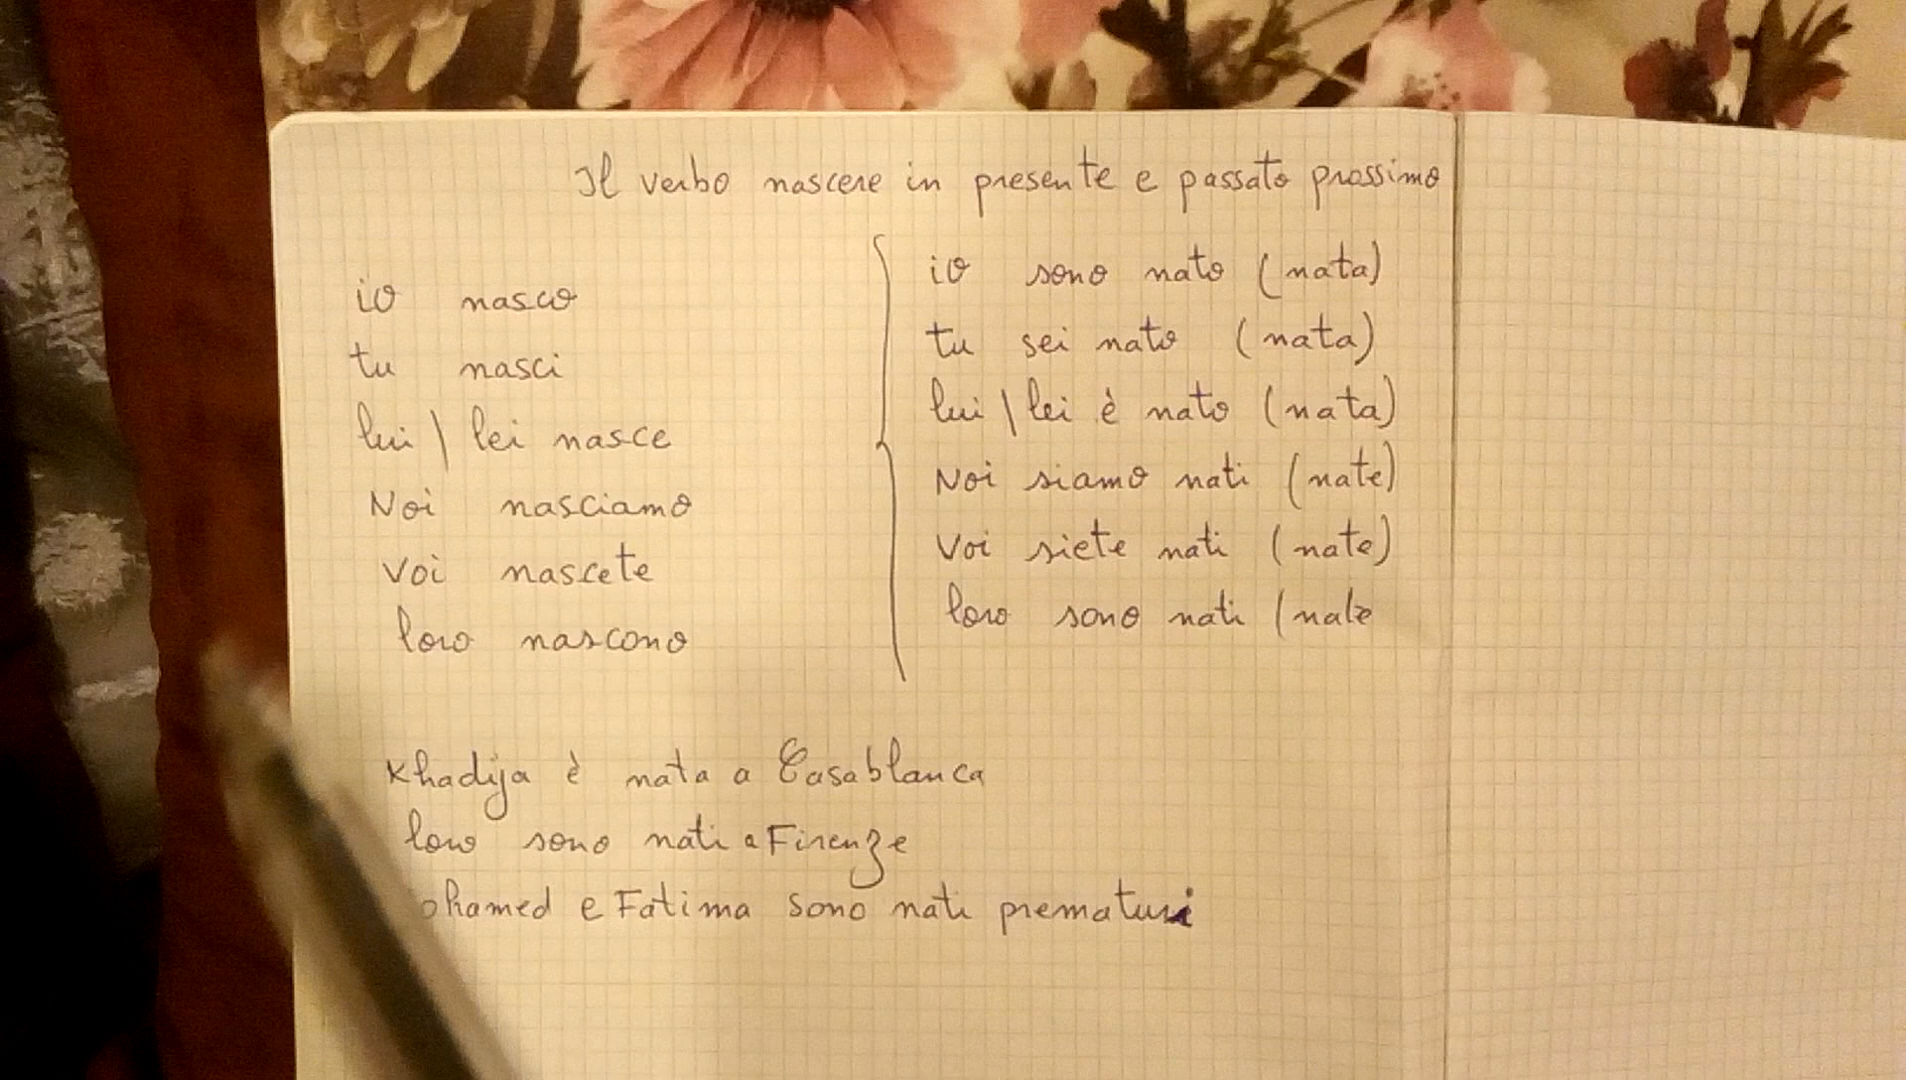 Il verbo nascere in presente e passato prossimo
io nasco
tu nasci
lui \ lei nasce
Noi nasciamo
Voi nascete
loro nascono
io sono nato (nata)
tu sei nato (nata)
lui \ lei è nato (nata)
Noi siamo nati (nate)
Voi siete nati (nate)
loro sono nati (nate
Khadija è nata a Casablanca
loro sono nati a Firenze
ohamed e Fatima sono nati prematuri